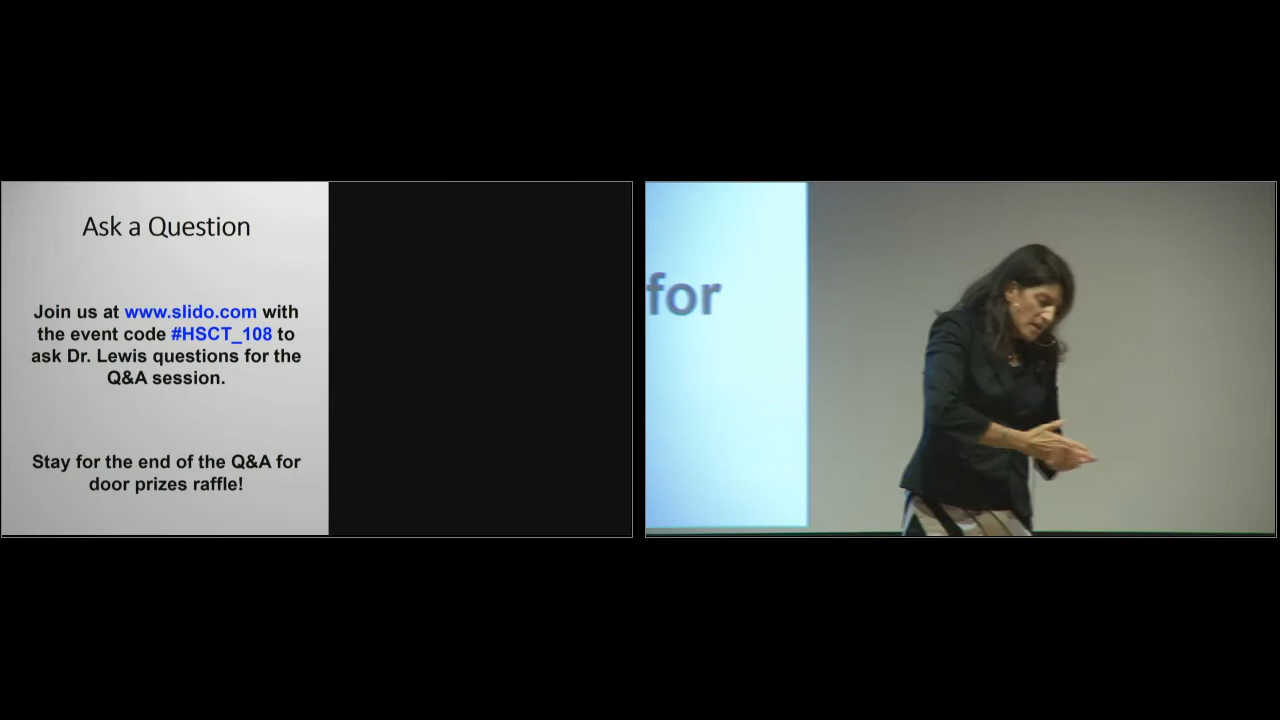 Ask a Question
Join us at www.slido.com with
the event code #HSCT_108 to
ask Dr. Lewis questions for the
Q&A session.
Stay for the end of the Q&A for
door prizes raffle!
for